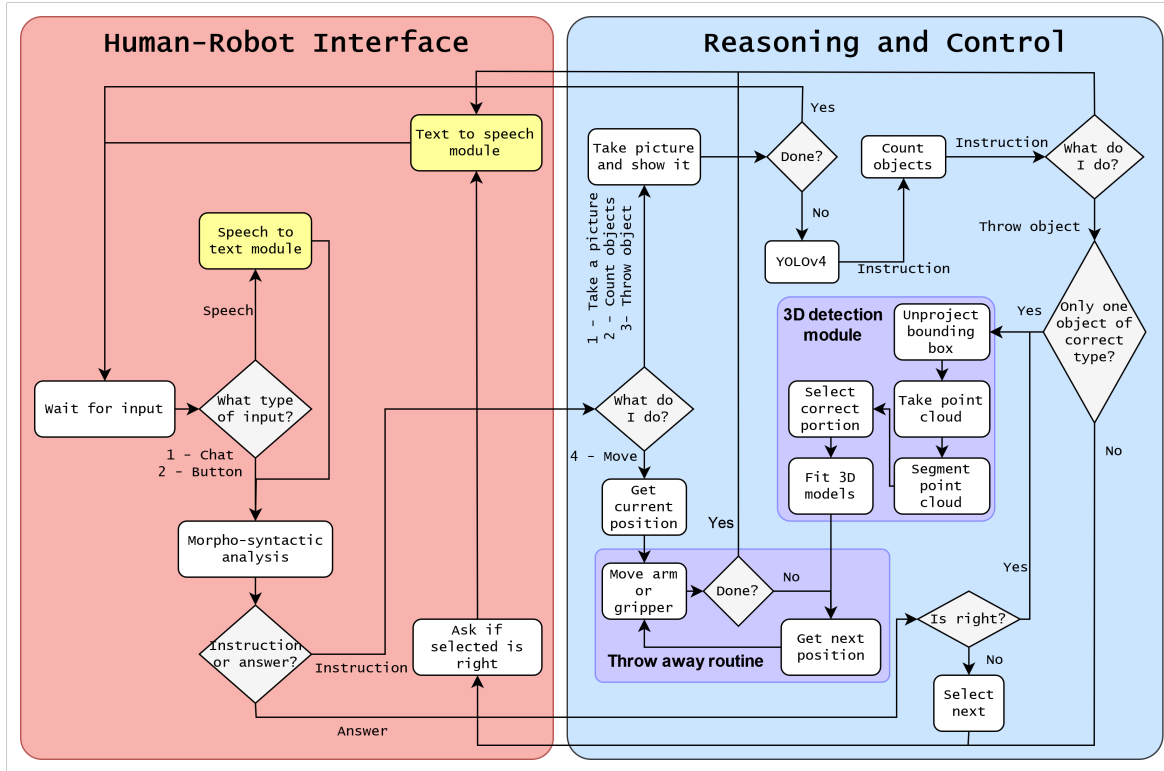 Human-Robot Interface
Reasoning and Control
Text to speech
module
Speech to
text module
Speech
Wait for input
What type
of input?
1 - Chat
2 - Button
Morpho-syntactic
analysis
Instruction
or answer?
Instruction
Answer
Ask if
selected is
right
Take picture
and show it
Done?
Yes
No
YOLOv4
Instruction
Count
objects
Instruction
What do
I do?
Throw object
Only one
object of
correct
type?
Yes
No
1 - Take a picture
2 - Count objects
3- Throw object
What do
I do?
4 - Move
Get
current
position
3D detection
module
Unproject
bounding
box
Take point
cloud
Segment
point
cloud
Select
correct
portion
Fit 3D
models
Move arm
or
gripper
Done?
Yes
No
Get next
position
Throw away routine
Is right?
Yes
No
Select
next